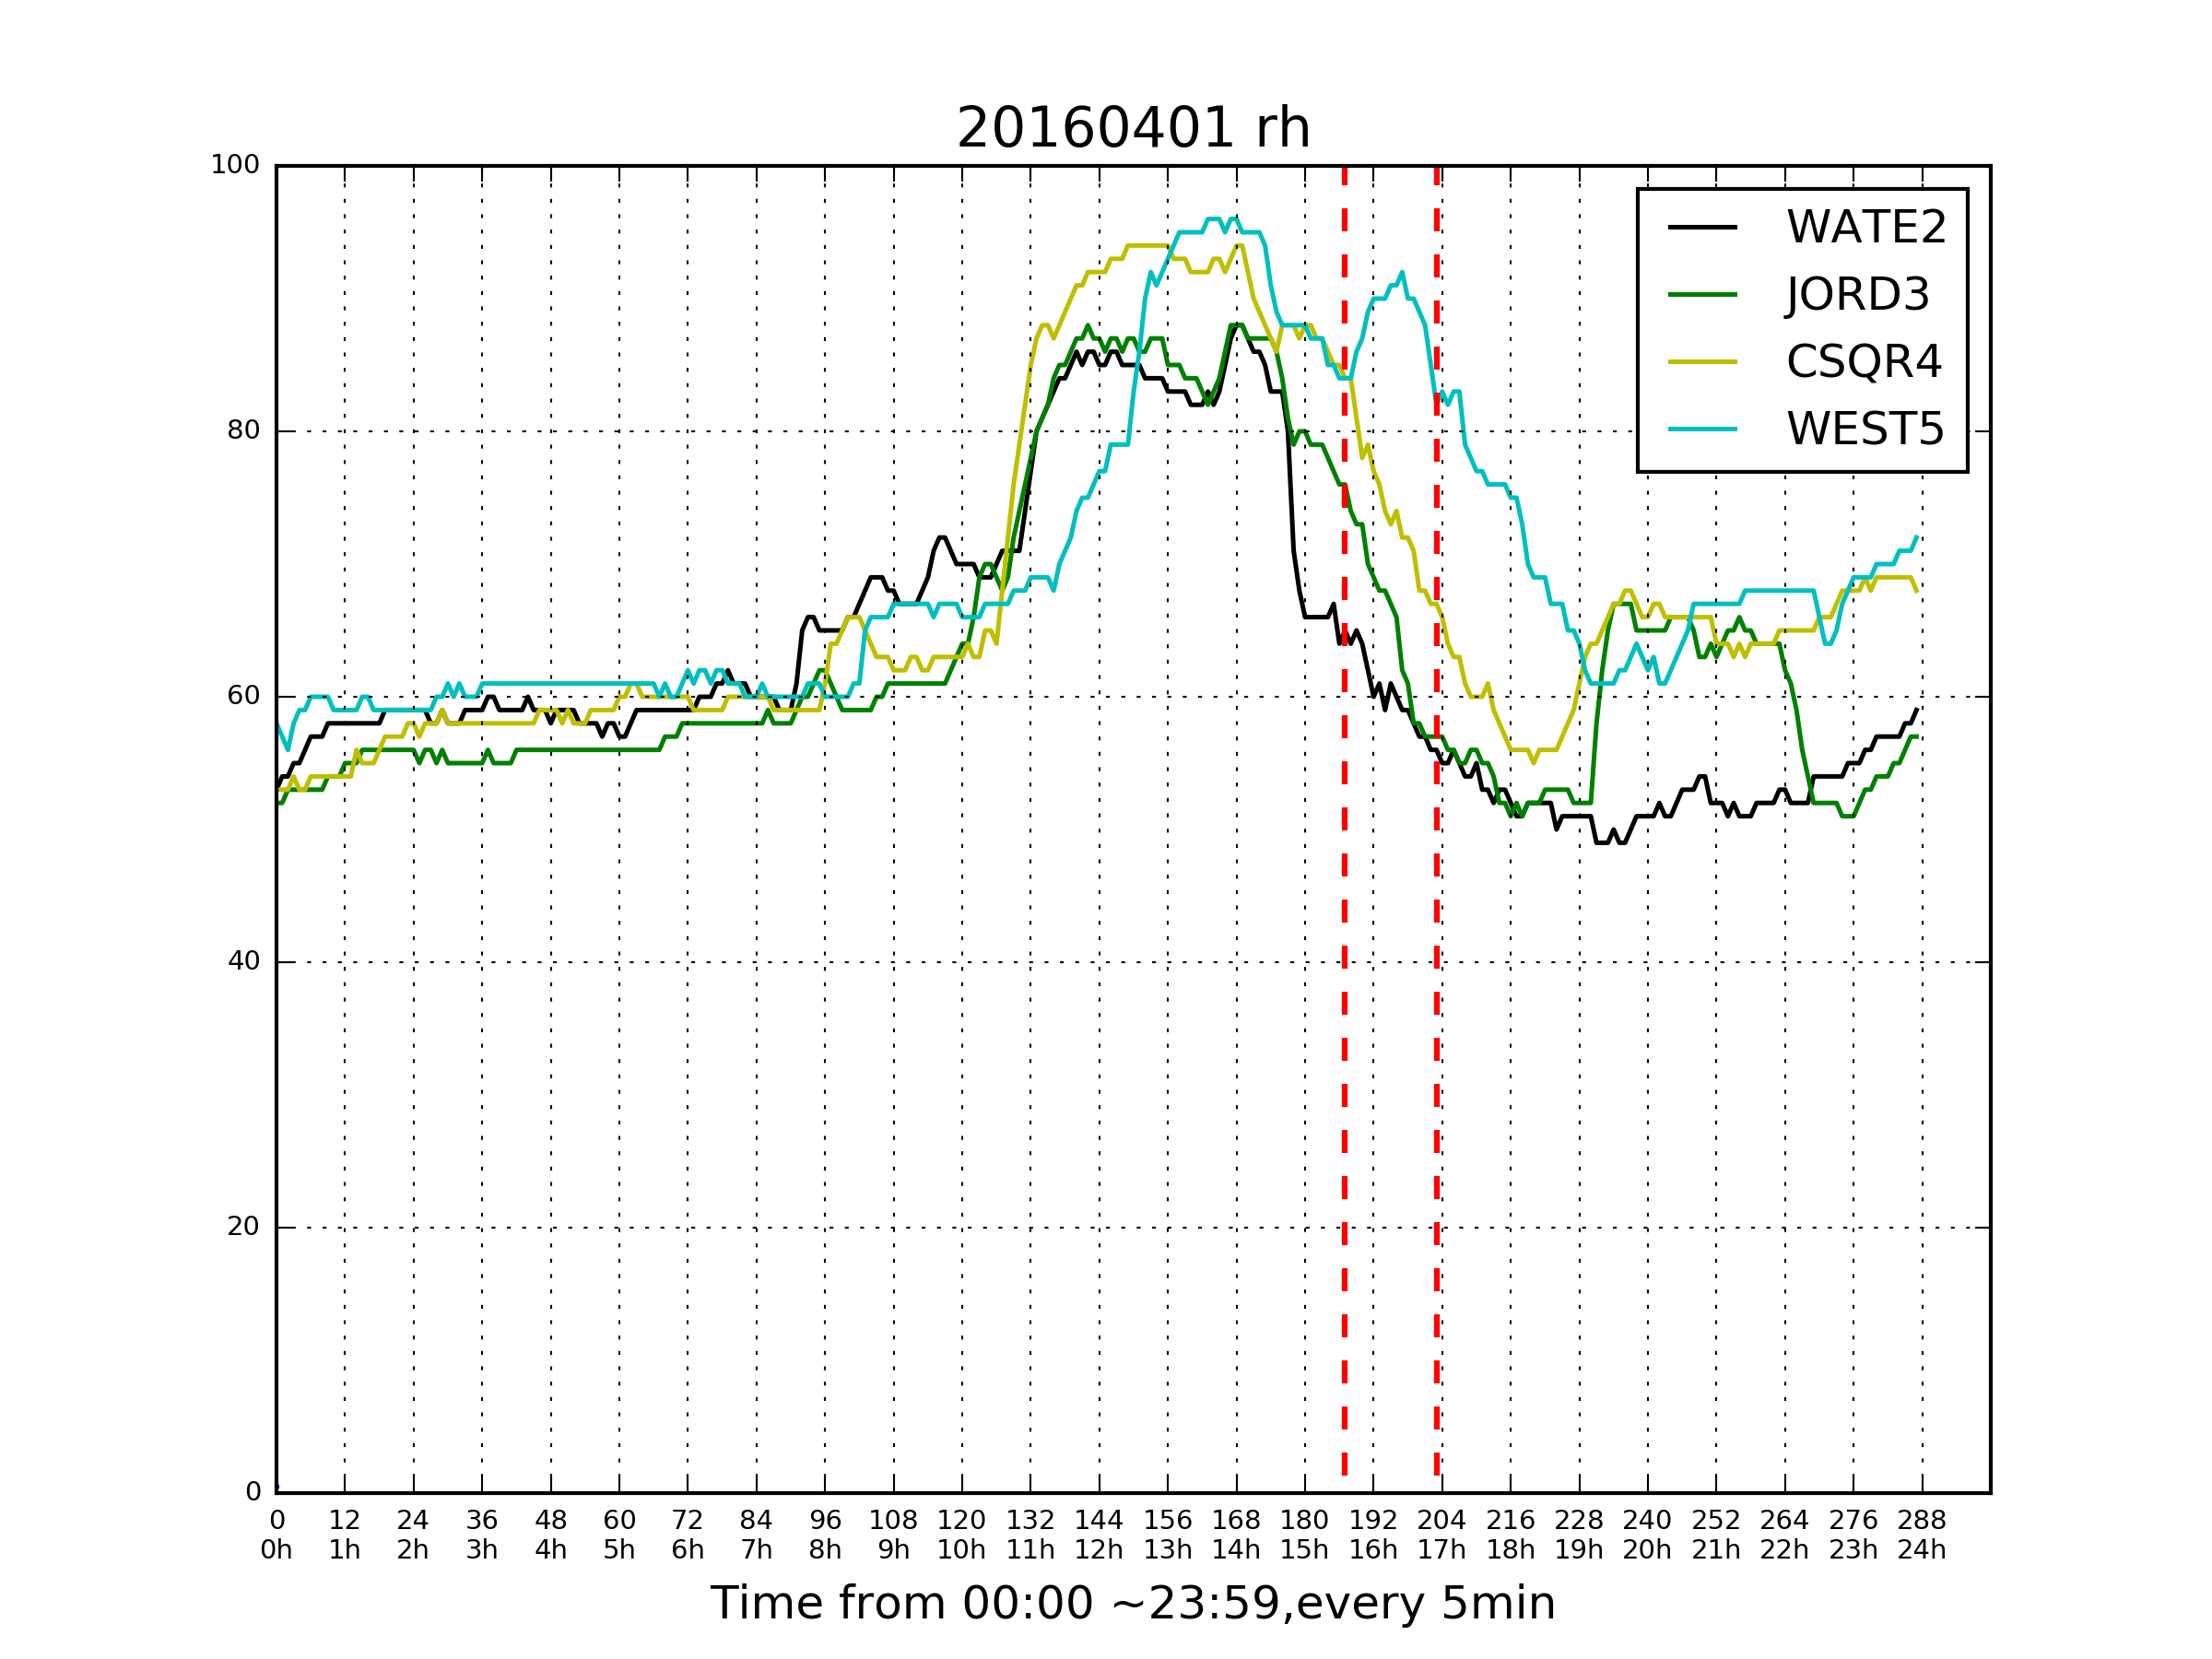 20160401 rh
100
80
60
40
20
0
WATE2
JORD3
CSQR4
WEST5
0 12 24 36 48 60 72 84 96 108 120 132 144 156 168 180 192 204 216 228 240 252 264 276 288
0h 1h 2h 3h 4h 5h 6h 7h 8h 9h 10h 11h 12h 13h 14h 15h 16h 17h 18h 19h 20h 21h 22h 23h 24h
Time from 00:00 ~23:59,every 5min